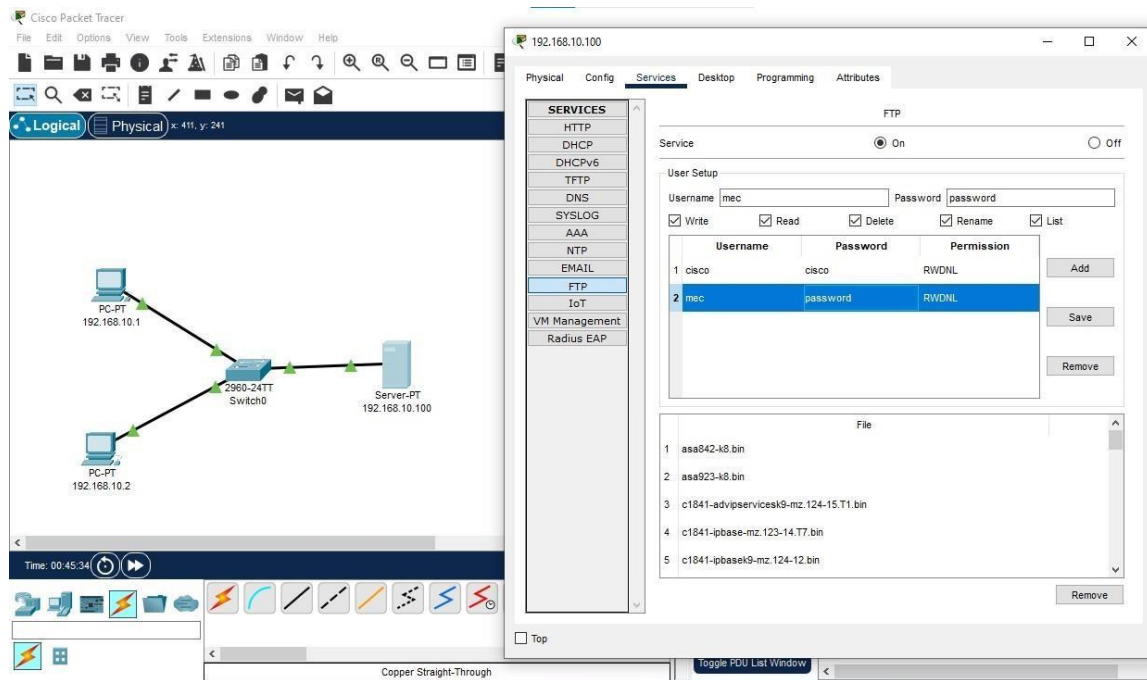 Cisco Packet Tracer
File Edit Options View Tools Extensions Window Help
Logical Physical x: 411, y: 241
PC-PT
192.168.10.1
2960-24TT
Switch0
Server-PT
192.168.10.100
PC-PT
192.168.10.2
Time: 00:45:34
Copper Straight-Through
Toggle PDU List Window
192.168.10.100
Physical Config Services Desktop Programming Attributes
SERVICES
HTTP
DHCP
DHCPv6
TFTP
DNS
SYSLOG
AAA
NTP
EMAIL
FTP
IoT
VM Management
Radius EAP
FTP
Service On Off
User Setup
Username mec Password password
Write Read Delete Rename List
Username Password Permission
1 cisco cisco RWDNL
2 mec password RWDNL
Add
Save
Remove
File
1 asa842-k8.bin
2 asa923-k8.bin
3 c1841-advipservicesk9-mz.124-15.T1.bin
4 c1841-ipbase-mz.123-14.T7.bin
5 c1841-ipbasek9-mz.124-12.bin
Remove
Top